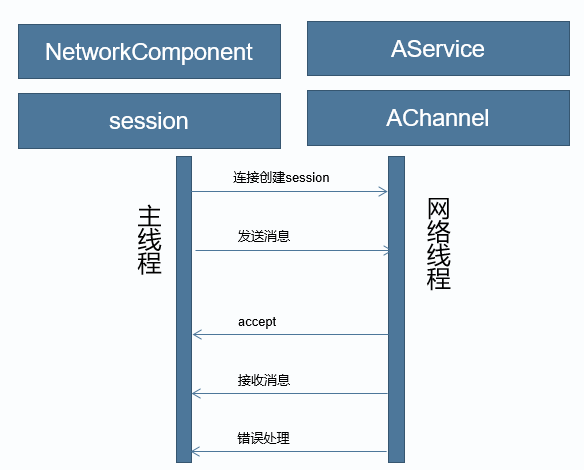 NetworkComponent
AService
session
AChannel
连接创建session
主线程
网络线程
发送消息
accept
接收消息
错误处理